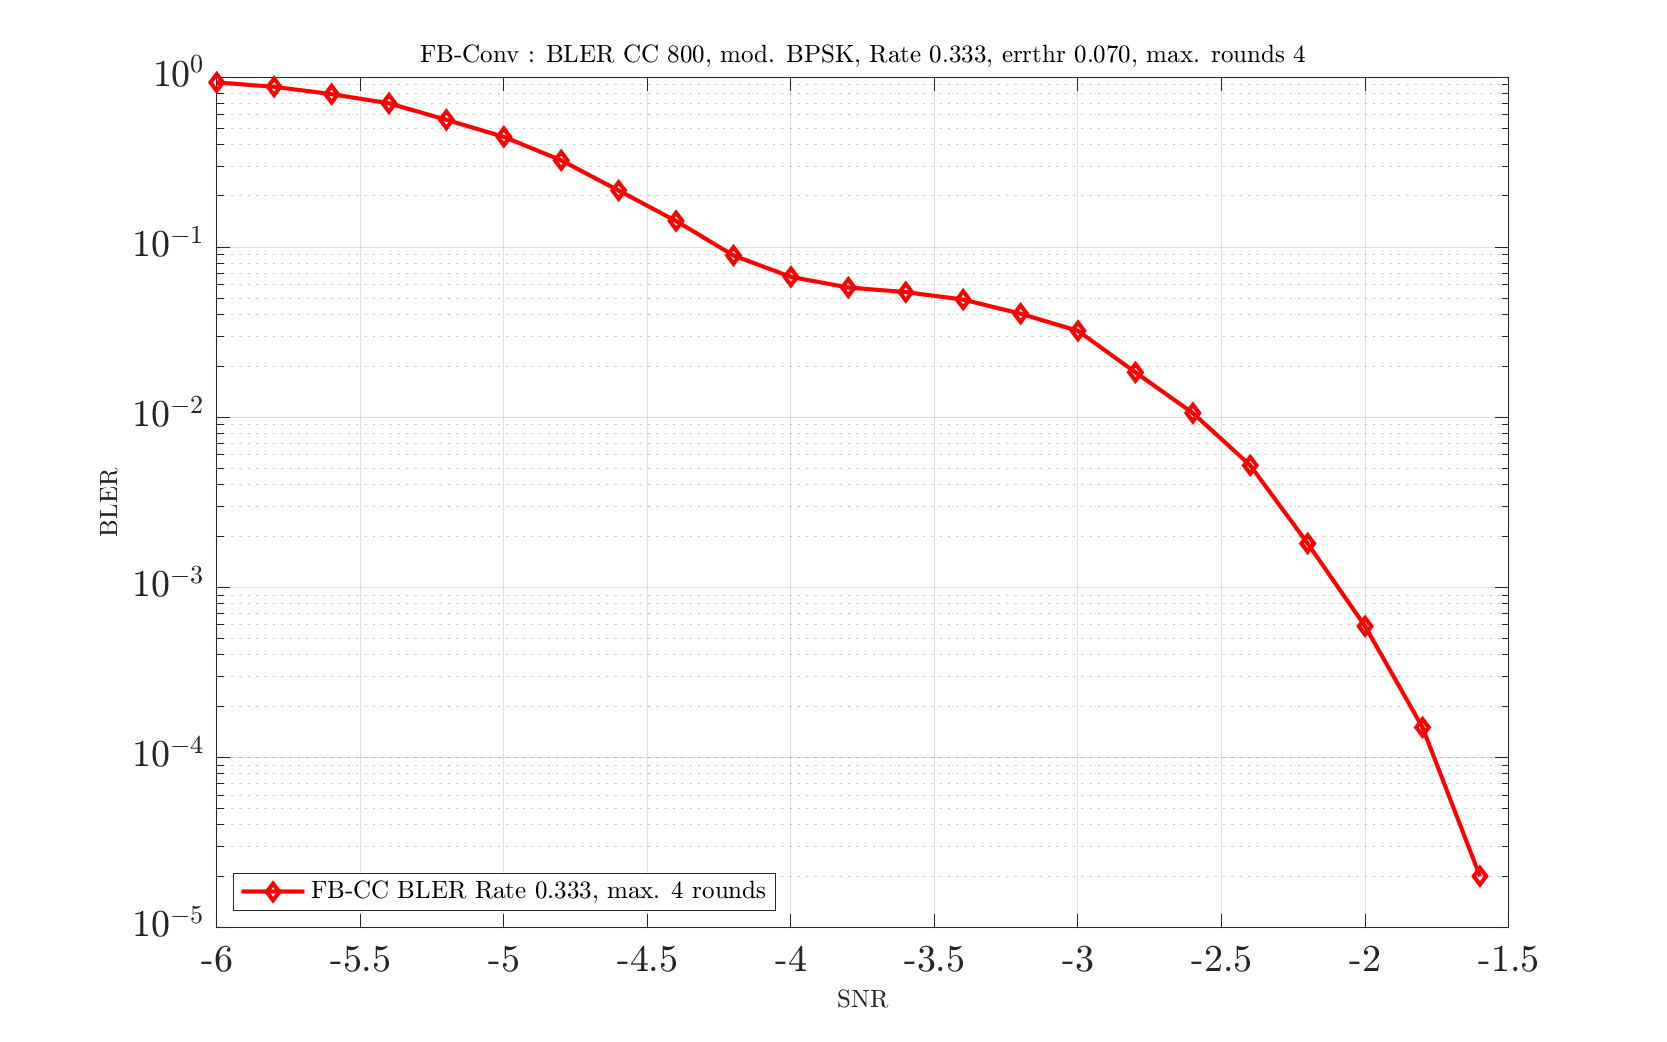 FB-Conv : BLER CC 800, mod. BPSK, Rate 0.333, errthr 0.070, max. rounds 4
10^0
10^-1
10^-2
10^-3
10^-4
10^-5
BLER
FB-CC BLER Rate 0.333, max. 4 rounds
-6 -5.5 -5 -4.5 -4 -3.5 -3 -2.5 -2 -1.5
SNR